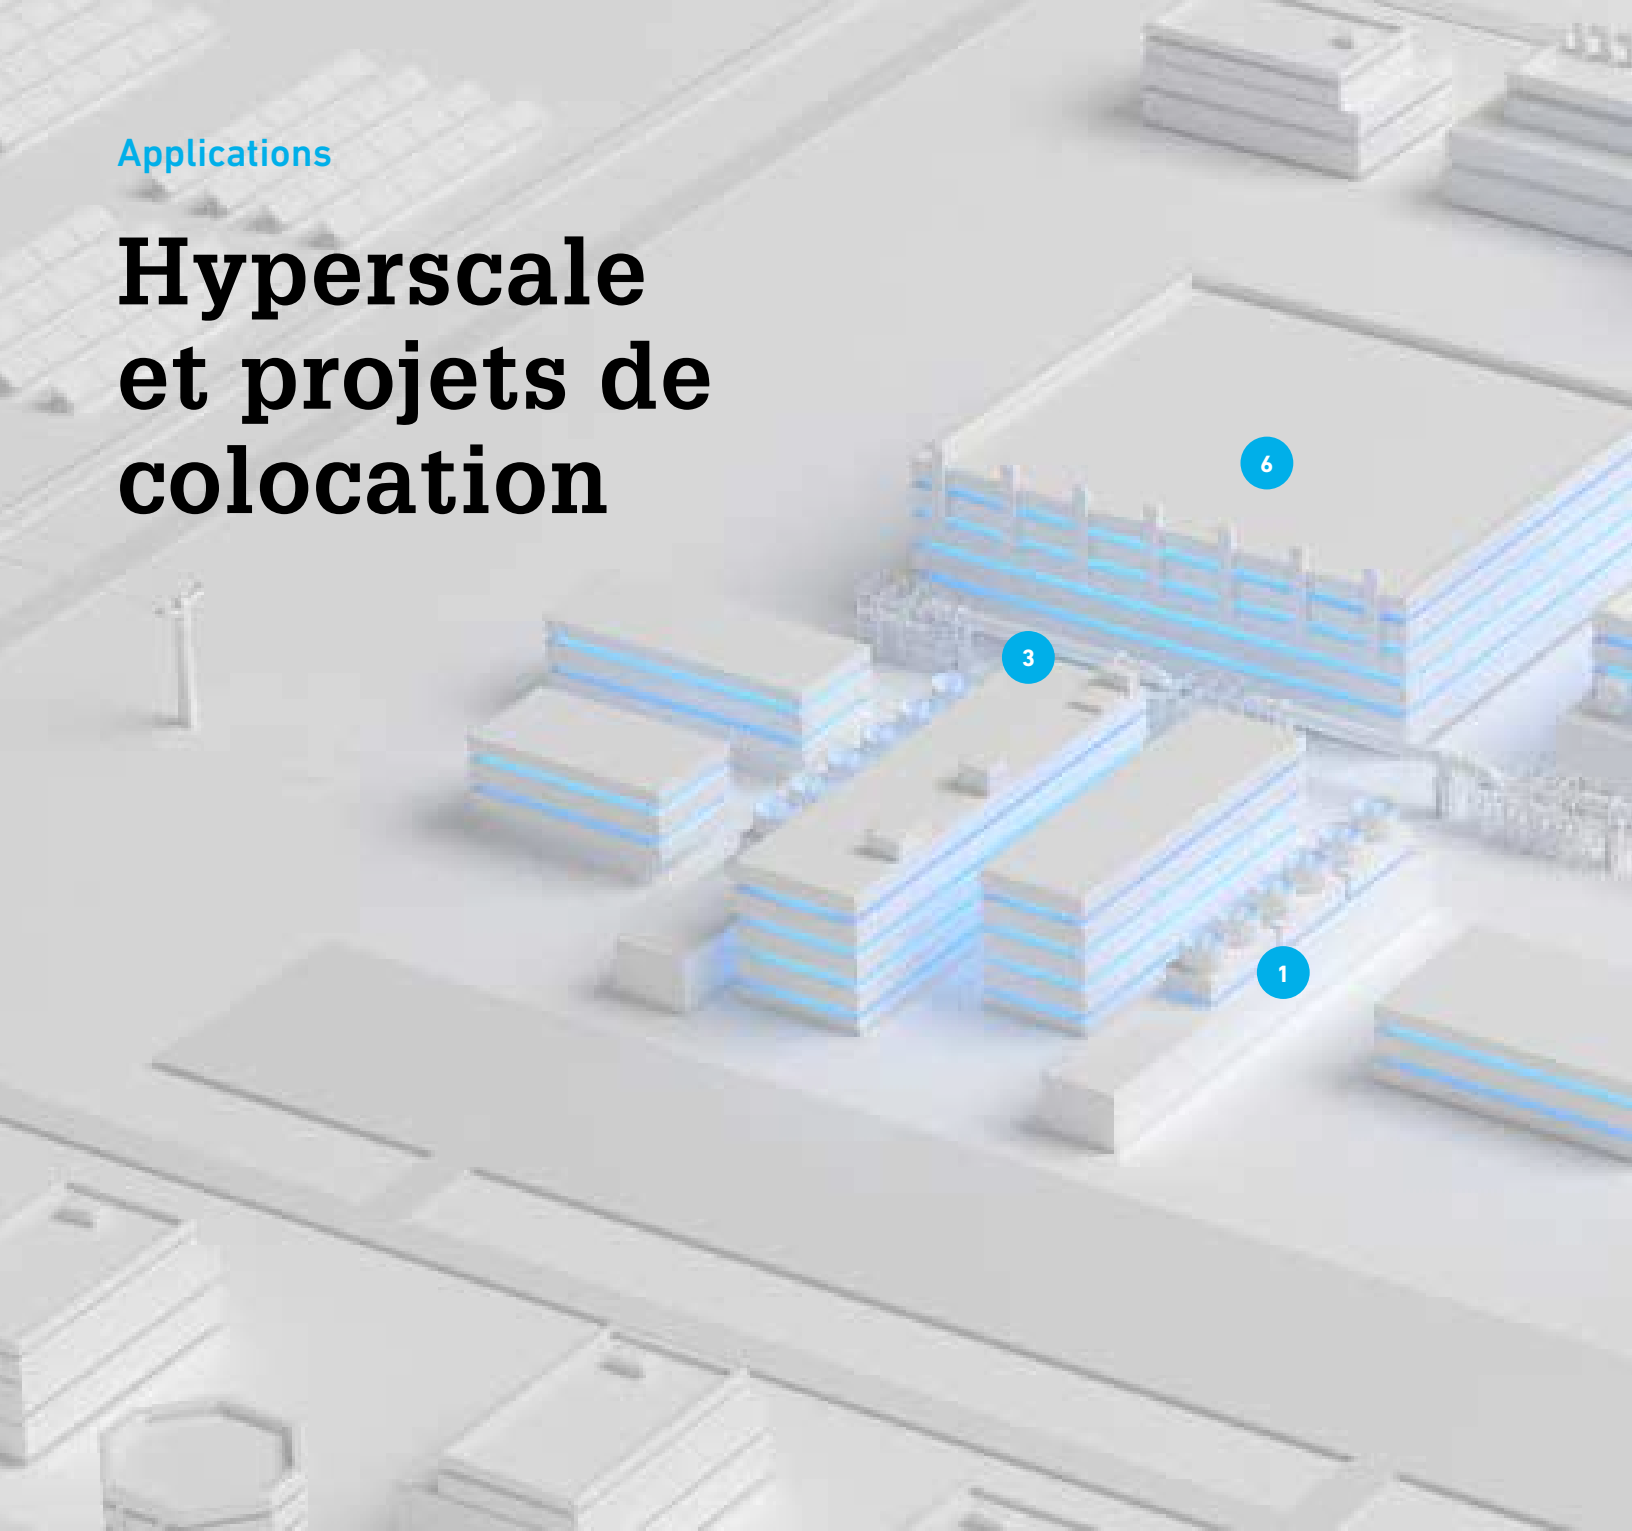 Applications
Hyperscale
et projets de
colocation
6
3
1